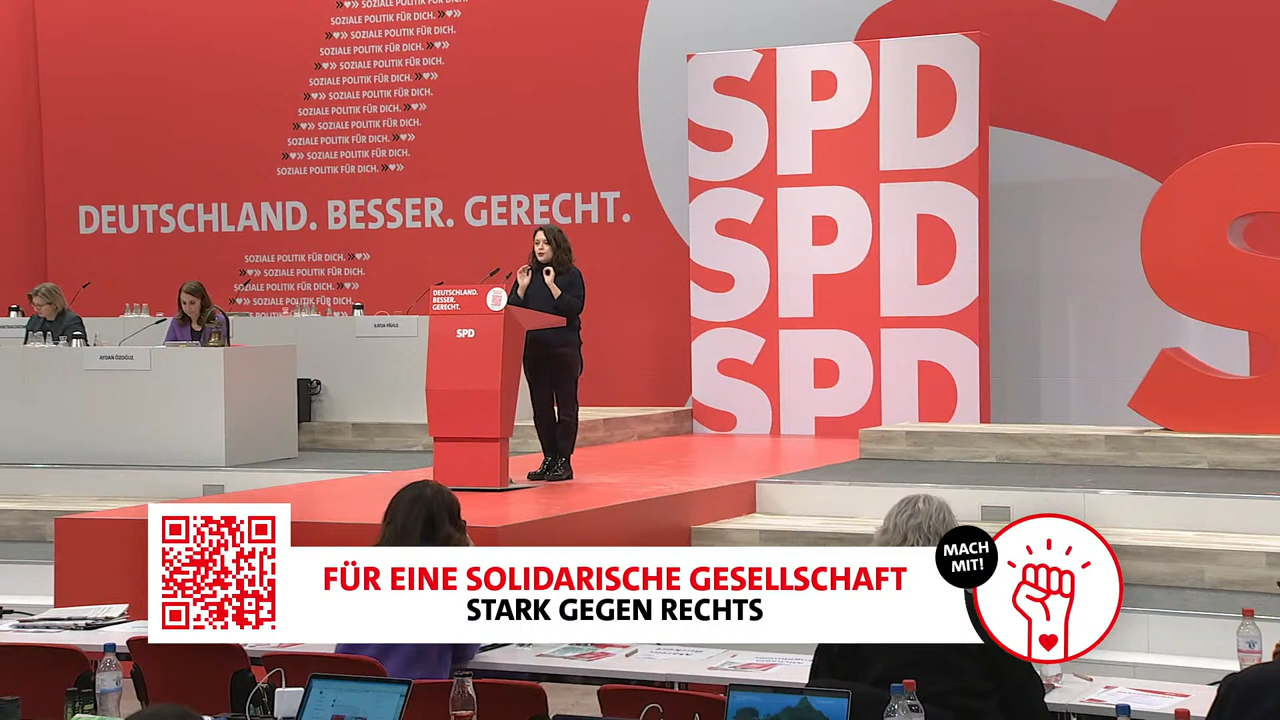 SOZIALE POLITIK FÜR DICH.
SOZIALE POLITIK FÜR DICH.
SOZIALE POLITIK FÜR DICH.
SOZIALE POLITIK FÜR DICH.
SOZIALE POLITIK FÜR DICH.
SOZIALE POLITIK FÜR DICH.
SOZIALE POLITIK FÜR DICH.
SOZIALE POLITIK FÜR DICH.
SOZIALE POLITIK FÜR DICH.
SOZIALE POLITIK FÜR DICH.
SOZIALE POLITIK FÜR DICH.
SOZIALE POLITIK FÜR DICH.
DEUTSCHLAND. BESSER. GERECHT.
SOZIALE POLITIK FÜR DICH.
SOZIALE POLITIK FÜR DICH.
SOZIALE POLITIK FÜR DICH.
SOZIALE POLITIK FÜR DICH.
SPD
SPD
SPD
S
DEUTSCHLAND.
BESSER.
GERECHT.
SPD
KATJA PÄHLE
AYDAN ÖZOĞUZ
FÜR EINE SOLIDARISCHE GESELLSCHAFT
STARK GEGEN RECHTS
MACH
MIT!